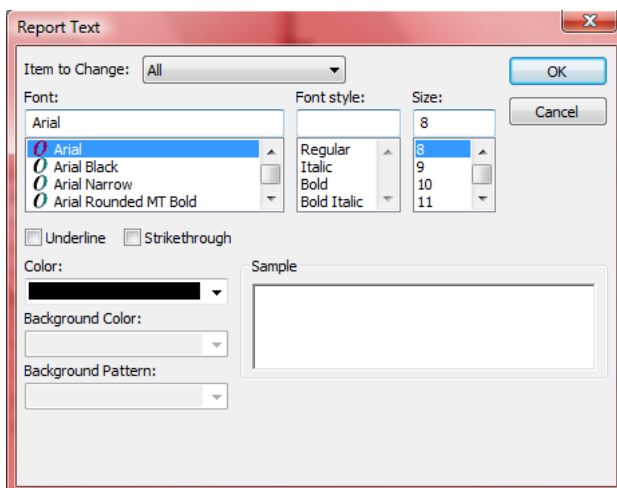 Report Text
Item to Change: All
OK
Font: Font style: Size:
Cancel
Arial 8
Arial Regular 8
Arial Black Italic 9
Arial Narrow Bold 10
Arial Rounded MT Bold Bold Italic 11
Underline Strikethrough
Color: Sample
Background Color:
Background Pattern: